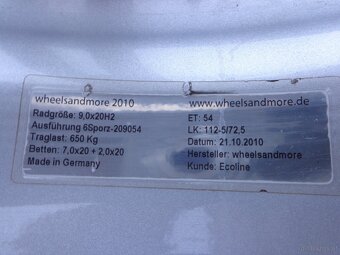 wheelsandmore 2010 www.wheelsandmore.de
Radgröße: 9,0x20H2 ET: 54
Ausführung 6Sporz-209054 LK: 112-5/72,5
Traglast: 650 Kg Datum: 21.10.2010
Betten: 7,0x20 + 2,0x20 Hersteller: wheelsandmore
Made in Germany Kunde: Ecoline